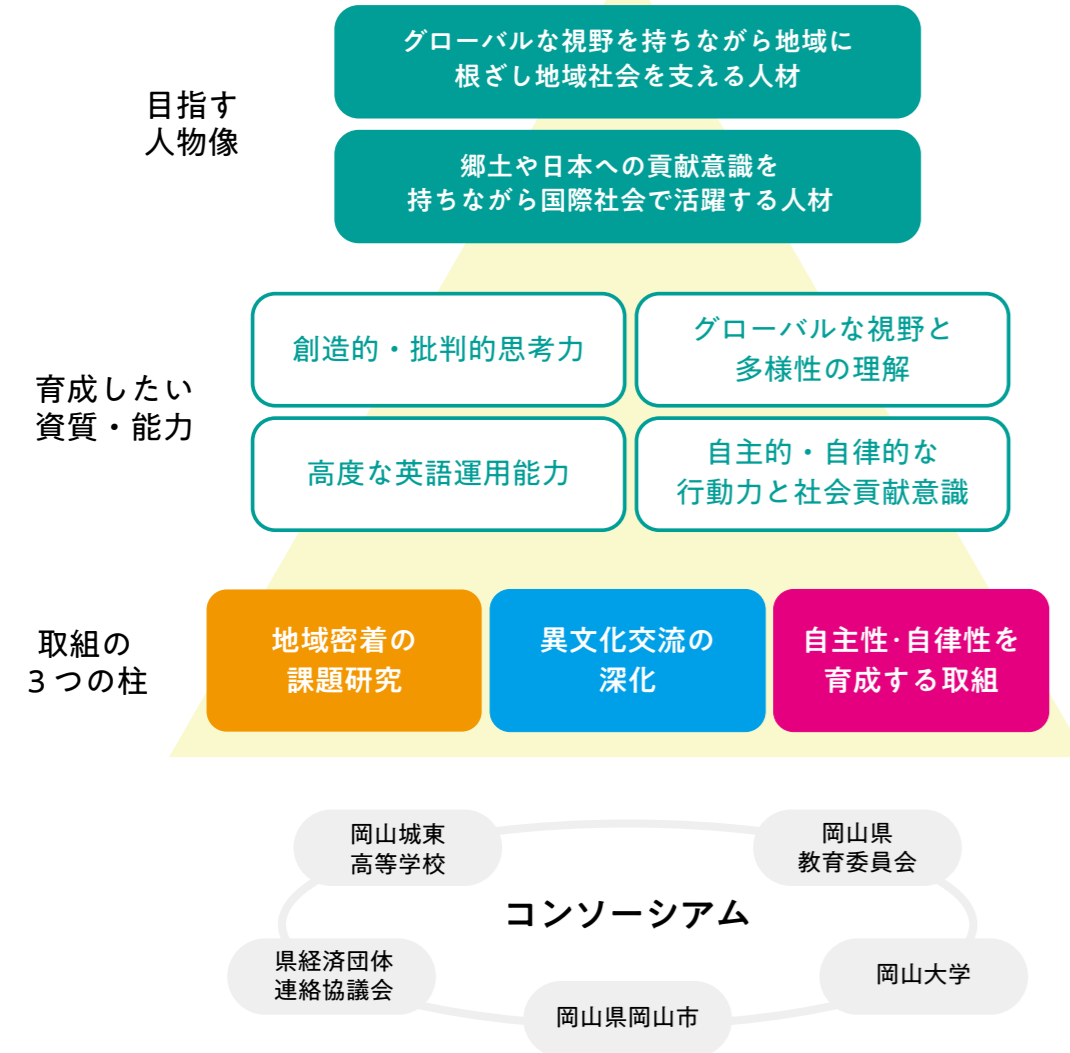 グローバルな視野を持ちながら地域に
根ざし地域社会を支える人材
目指す
人物像
郷土や日本への貢献意識を
持ちながら国際社会で活躍する人材
育成したい
資質・能力
創造的・批判的思考力
グローバルな視野と
多様性の理解
高度な英語運用能力
自主的・自律的な
行動力と社会貢献意識
取組の
3つの柱
地域密着の
課題研究
異文化交流の
深化
自主性・自律性を
育成する取組
岡山城東
高等学校
岡山県
教育委員会
コンソーシアム
県経済団体
連絡協議会
岡山大学
岡山県岡山市